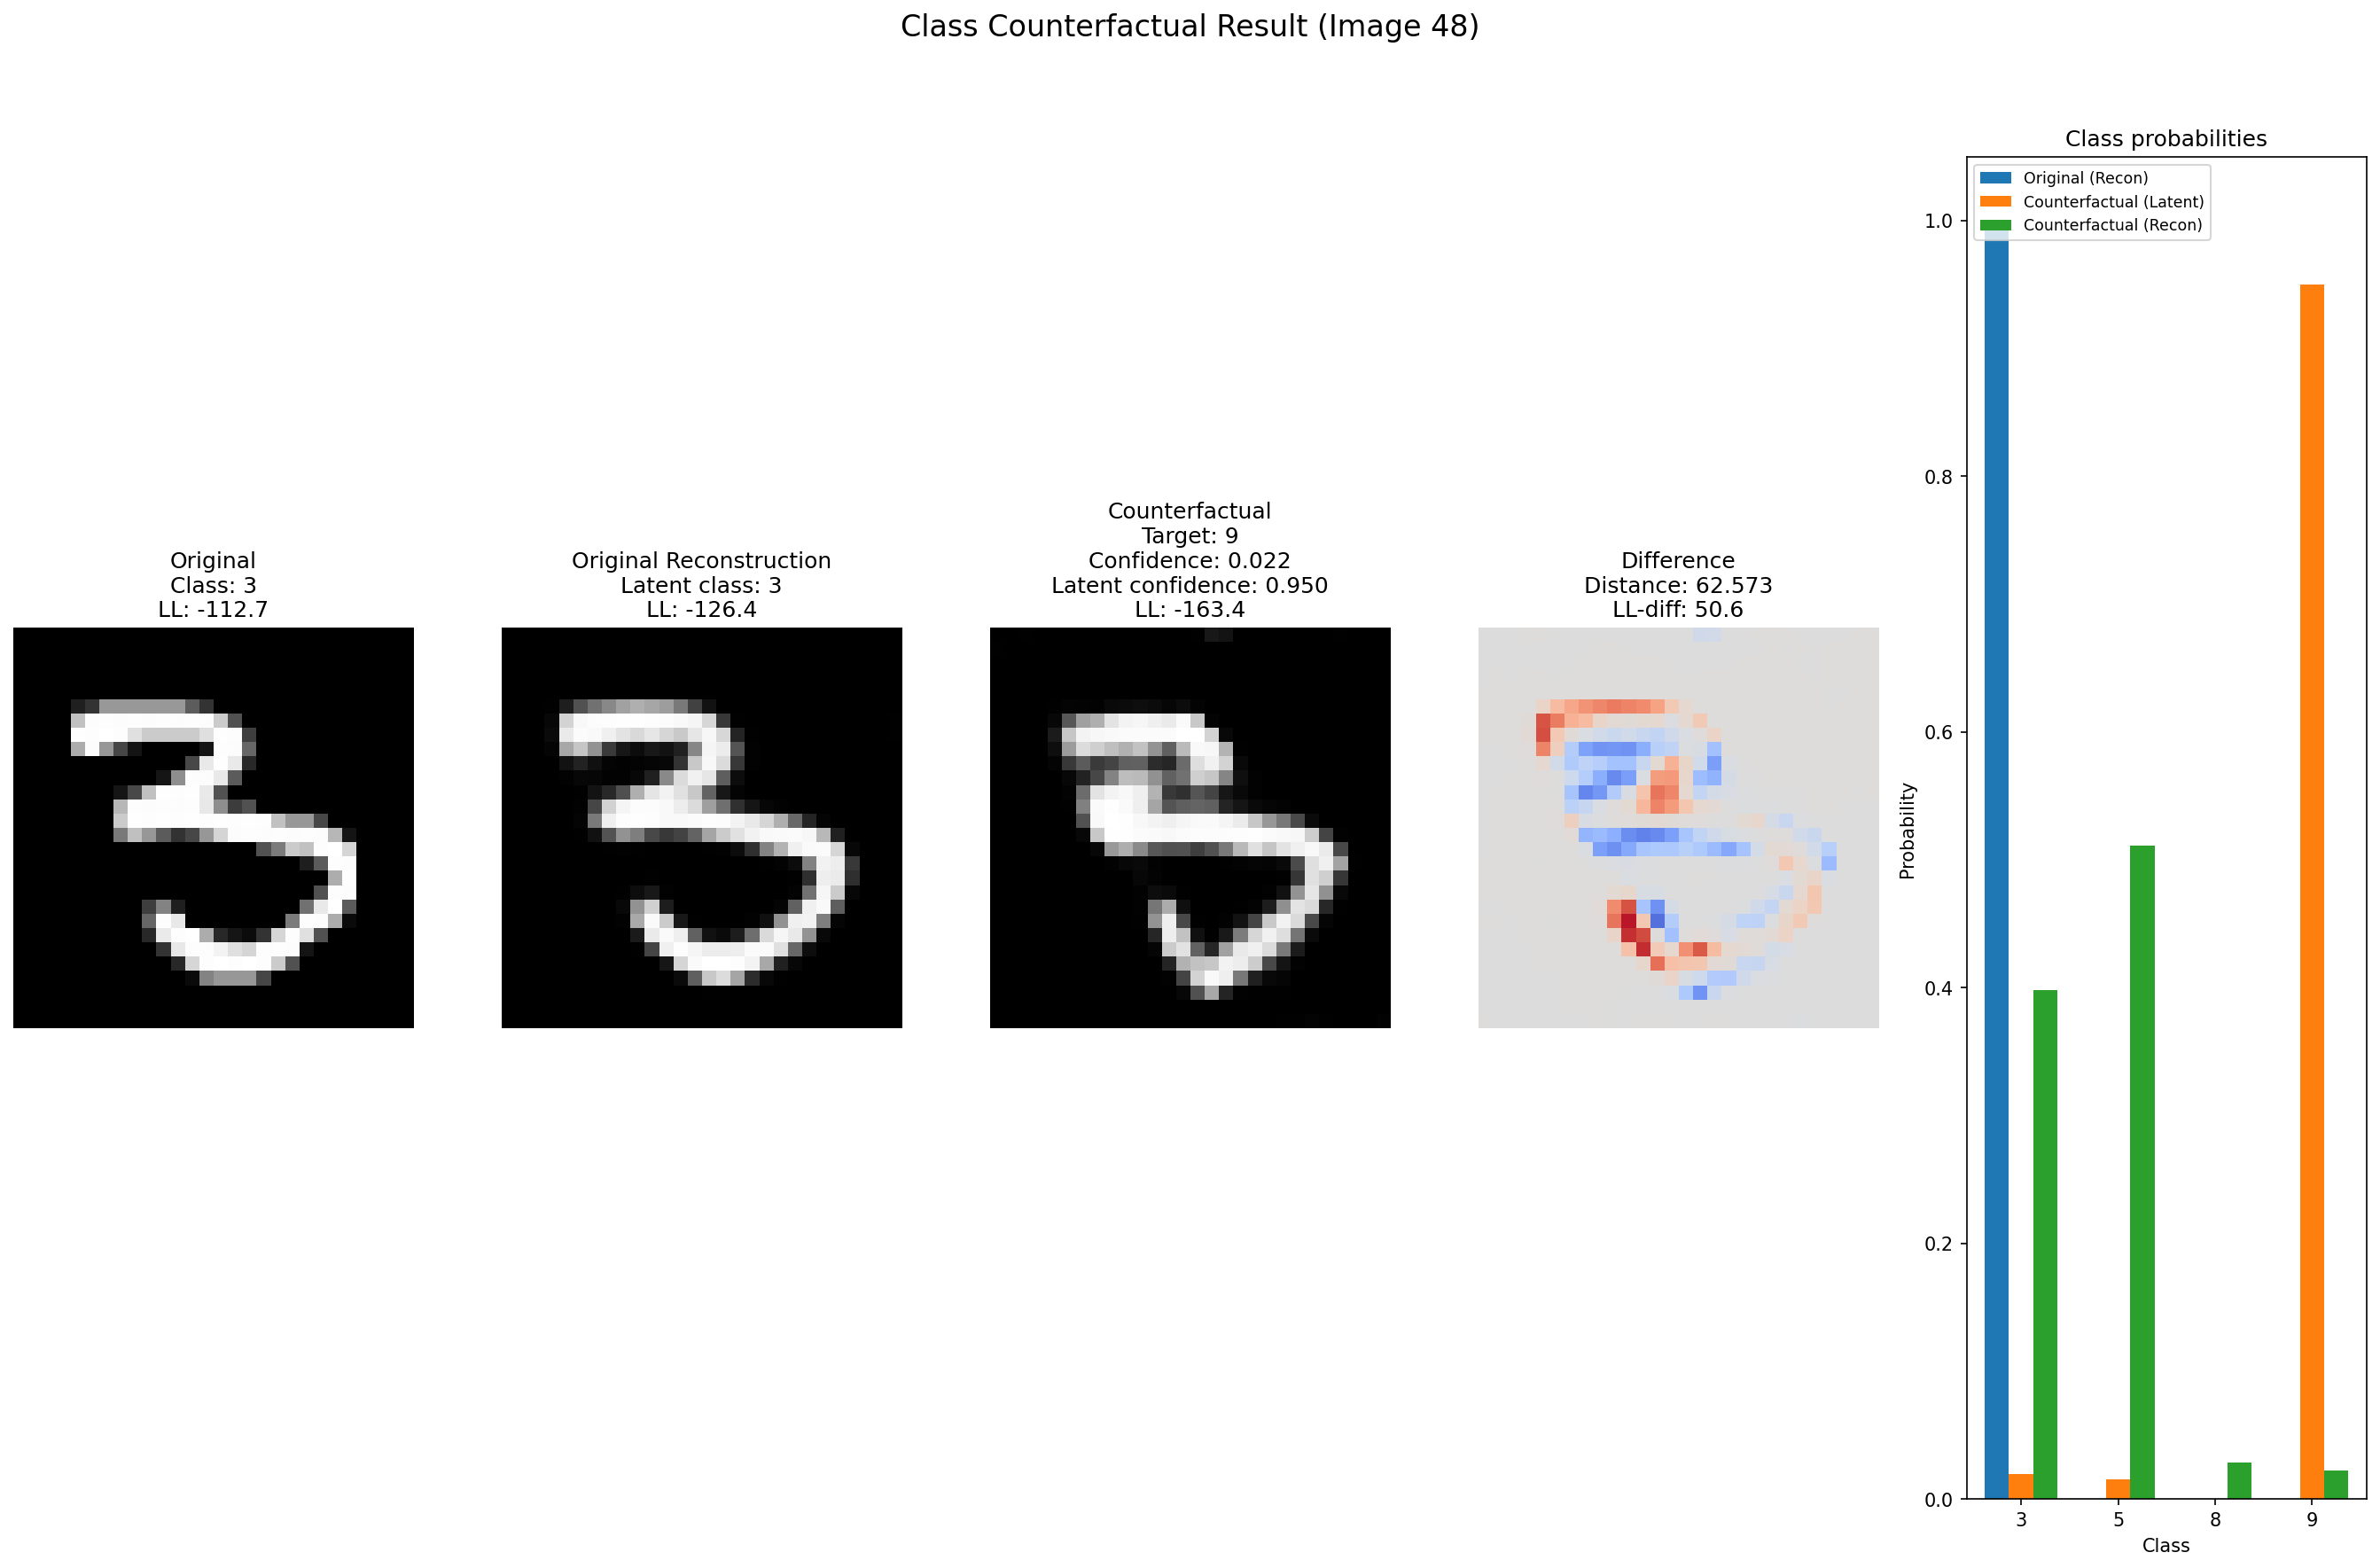 Class Counterfactual Result (Image 48)
Original
Class: 3
LL: -112.7
Original Reconstruction
Latent class: 3
LL: -126.4
Counterfactual
Target: 9
Confidence: 0.022
Latent confidence: 0.950
LL: -163.4
Difference
Distance: 62.573
LL-diff: 50.6
Class probabilities
Original (Recon)
Counterfactual (Latent)
Counterfactual (Recon)
1.0
0.8
0.6
0.4
0.2
0.0
Probability
3 5 8 9
Class
3
3